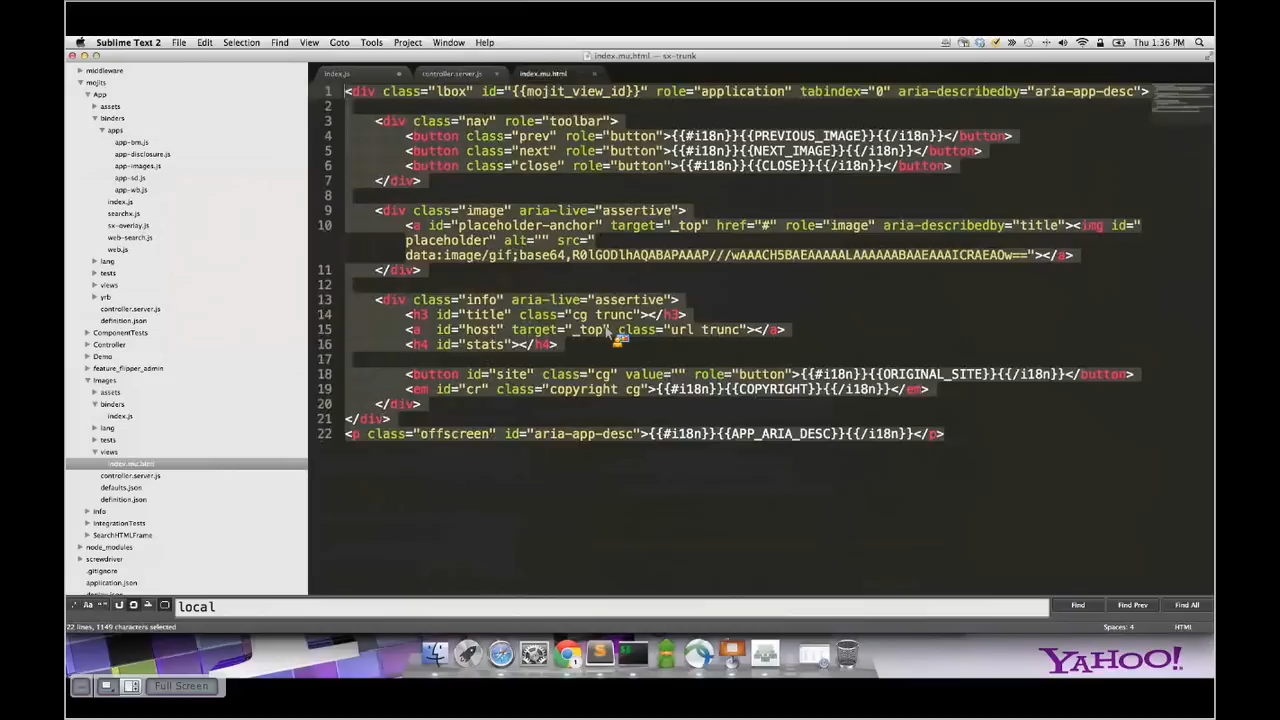 Sublime Text 2 File Edit Selection Find View Goto Tools Project Window Help Thu 1:36 PM
index.mu.html — sx-trunk
index.js controller.server.js index.mu.html
middleware
mojits
App
assets
binders
apps
app-bm.js
app-disclosure.js
app-images.js
app-sd.js
app-wb.js
index.js
searchx.js
sx-overlay.js
web-search.js
web.js
lang
tests
views
yrb
controller.server.js
definition.json
ComponentTests
Controller
Demo
feature_flipper_admin
Images
assets
binders
index.js
lang
tests
views
index.mu.html
controller.server.js
defaults.json
definition.json
Info
IntegrationTests
SearchHTMLFrame
node_modules
screwdriver
.gitignore
application.json
1 <div class="lbox" id="{{mojit_view_id}}" role="application" tabindex="0" aria-describedby="aria-app-desc">
2
3 <div class="nav" role="toolbar">
4 <button class="prev" role="button">{{#i18n}}{{PREVIOUS_IMAGE}}{{/i18n}}</button>
5 <button class="next" role="button">{{#i18n}}{{NEXT_IMAGE}}{{/i18n}}</button>
6 <button class="close" role="button">{{#i18n}}{{CLOSE}}{{/i18n}}</button>
7 </div>
8
9 <div class="image" aria-live="assertive">
10 <a id="placeholder-anchor" target="_top" href="#" role="image" aria-describedby="title"><img id="
placeholder" alt="" src="
data:image/gif;base64,R0lGODlhAQABAPAAAP///wAAACH5BAEAAAAALAAAAAABAAEAAAICRAEAOw=="></a>
11 </div>
12
13 <div class="info" aria-live="assertive">
14 <h3 id="title" class="cg trunc"></h3>
15 <a id="host" target="_top" class="url trunc"></a>
16 <h4 id="stats"></h4>
17
18 <button id="site" class="cg" value="" role="button">{{#i18n}}{{ORIGINAL_SITE}}{{/i18n}}</button>
19 <em id="cr" class="copyright cg">{{#i18n}}{{COPYRIGHT}}{{/i18n}}</em>
20 </div>
21 </div>
22 <p class="offscreen" id="aria-app-desc">{{#i18n}}{{APP_ARIA_DESC}}{{/i18n}}</p>
Aa local Find Find Prev Find All
22 lines, 1149 characters selected Spaces: 4 HTML
YAHOO!
Full Screen